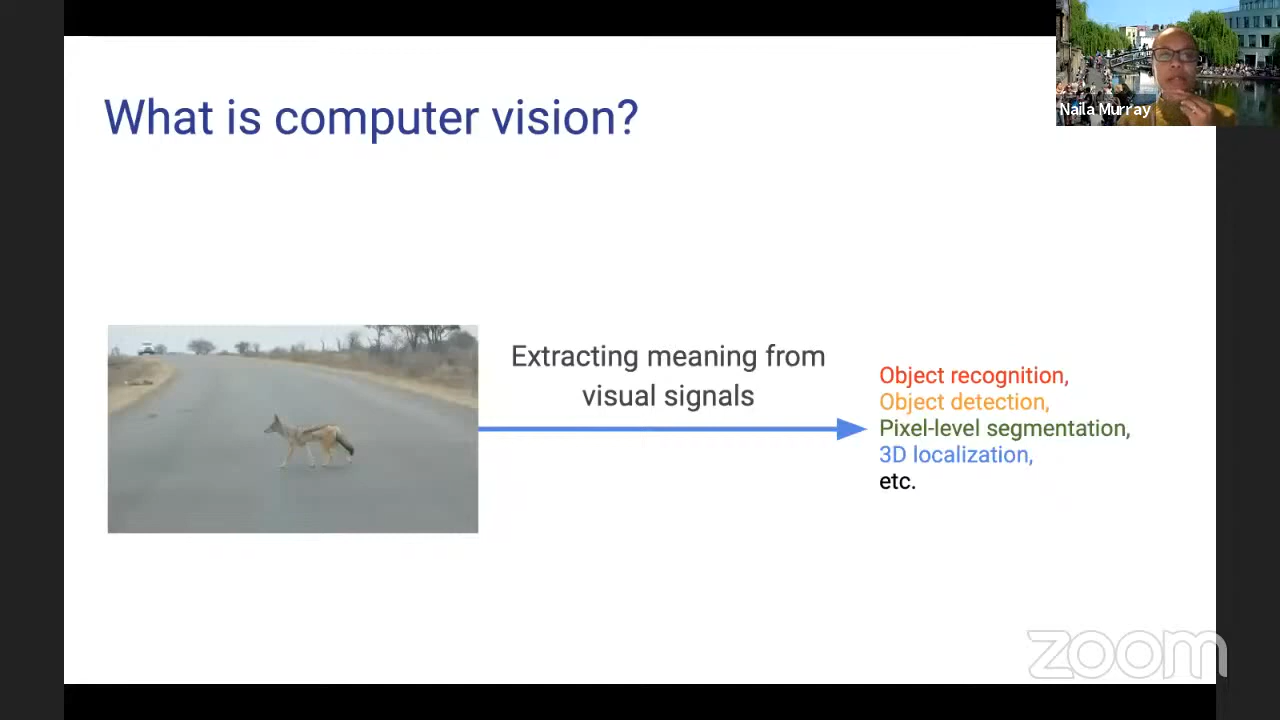 What is computer vision?
Naila Murray
Extracting meaning from
visual signals
Object recognition,
Object detection,
Pixel-level segmentation,
3D localization,
etc.
zoom